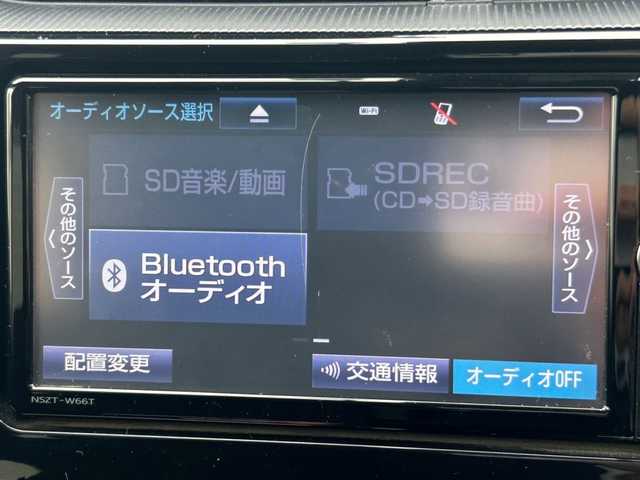 オーディオソース選択
Wi-Fi
SD音楽/動画
SDREC
(CD➡SD録音曲)
その他のソース
Bluetooth
オーディオ
その他のソース
配置変更
交通情報
オーディオOFF
NSZT-W66T